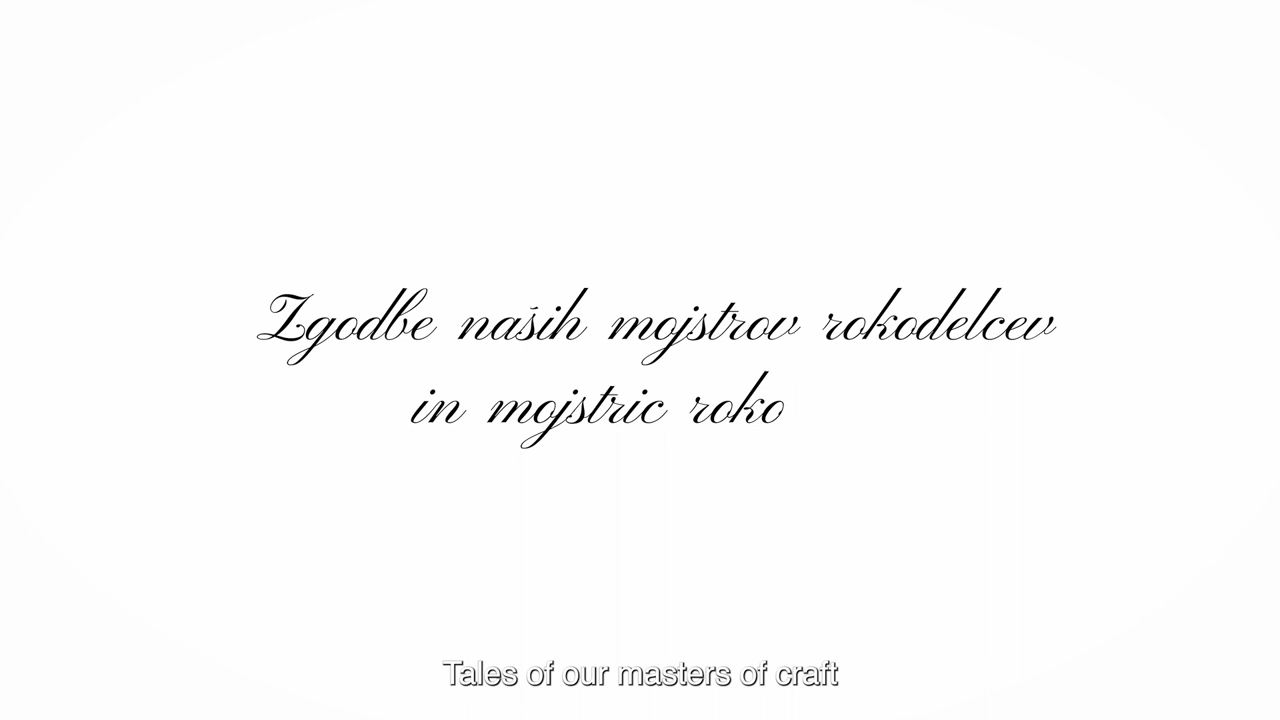 Zgodbe naših mojstrov rokodelcev
in mojstric roko
Tales of our masters of craft